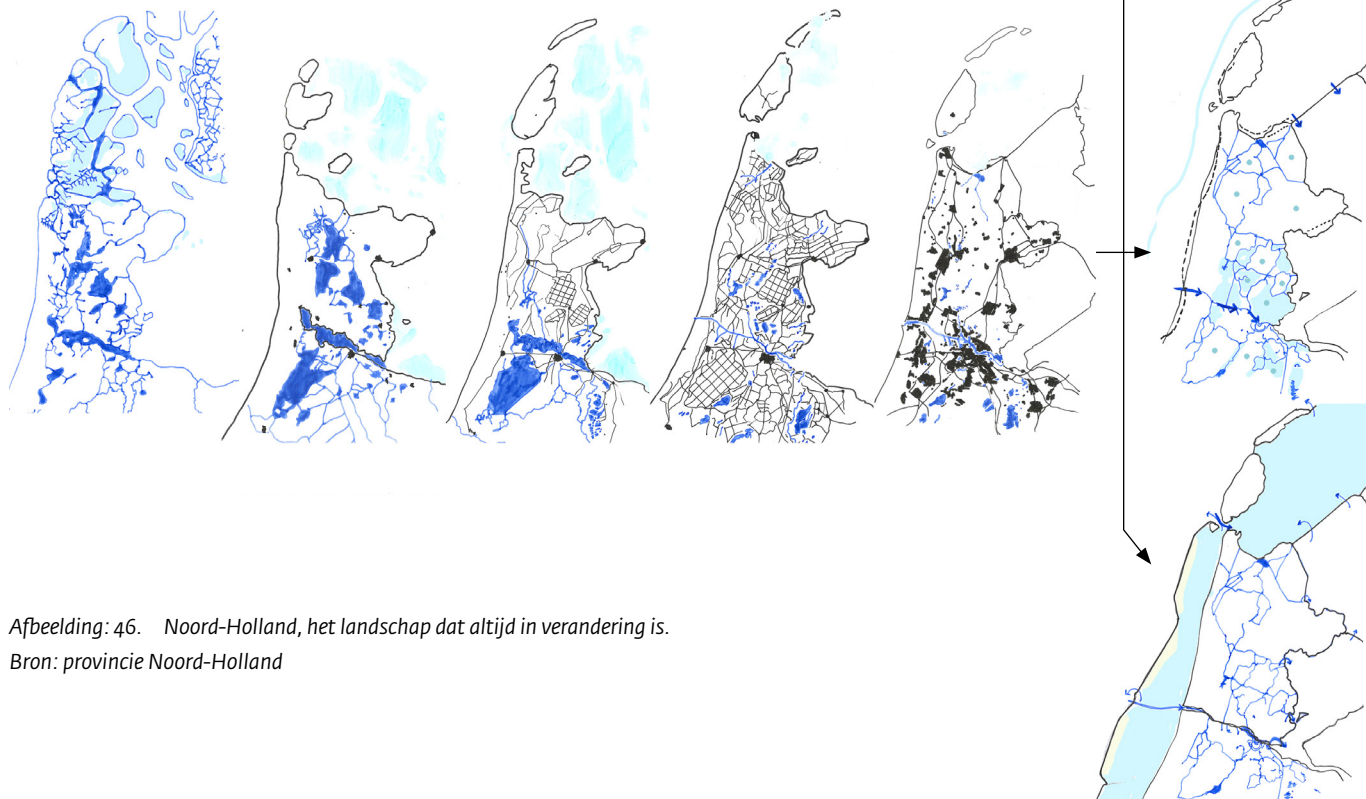 Afbeelding: 46. Noord-Holland, het landschap dat altijd in verandering is.
Bron: provincie Noord-Holland